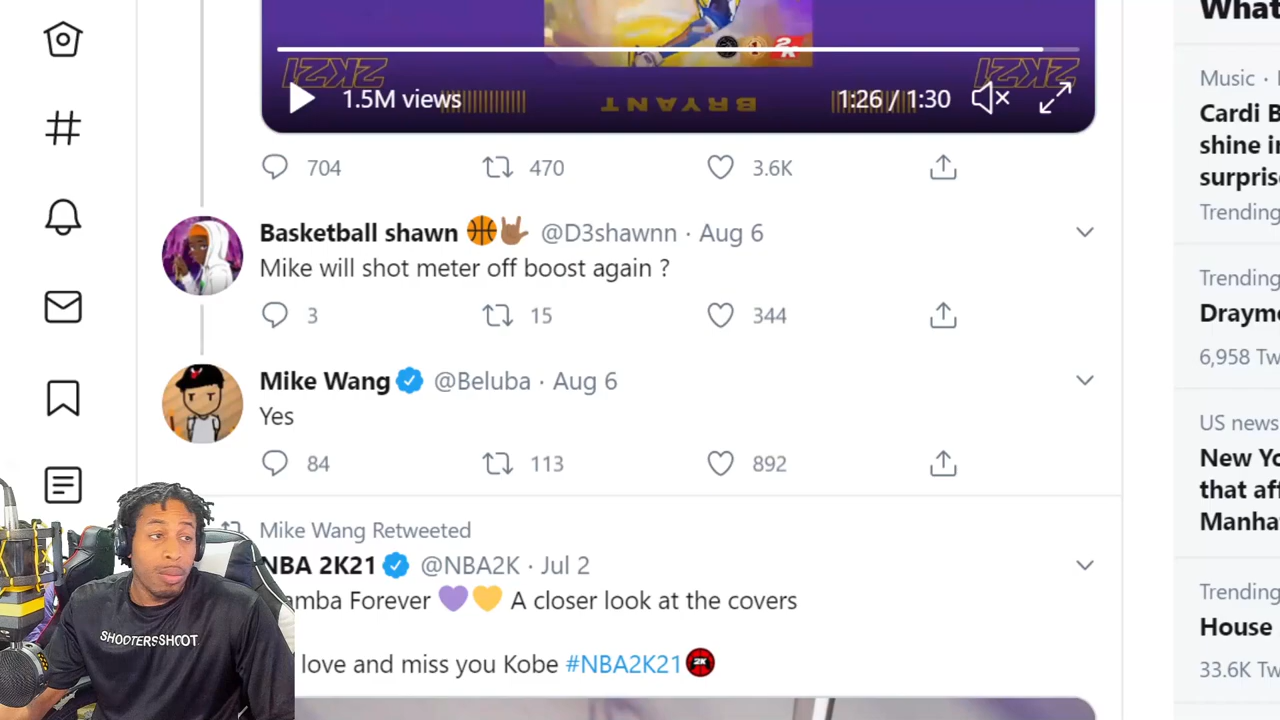 What
2K21
2K21
BRYANT
2K
1.5M views
1:26 / 1:30
704
470
3.6K
Basketball shawn 🏀🤟🏾 @D3shawnn · Aug 6
Mike will shot meter off boost again ?
3
15
344
Mike Wang @Beluba · Aug 6
Yes
84
113
892
Mike Wang Retweeted
NBA 2K21 @NBA2K · Jul 2
amba Forever 💜💛 A closer look at the covers
love and miss you Kobe #NBA2K21
2K
SHOOTERSSHOOT
Music ·
Cardi B
shine i
surpris
Trending
Trending
Draym
6,958 Tw
US news
New Yo
that aff
Manha
Trending
House
33.6K Tw